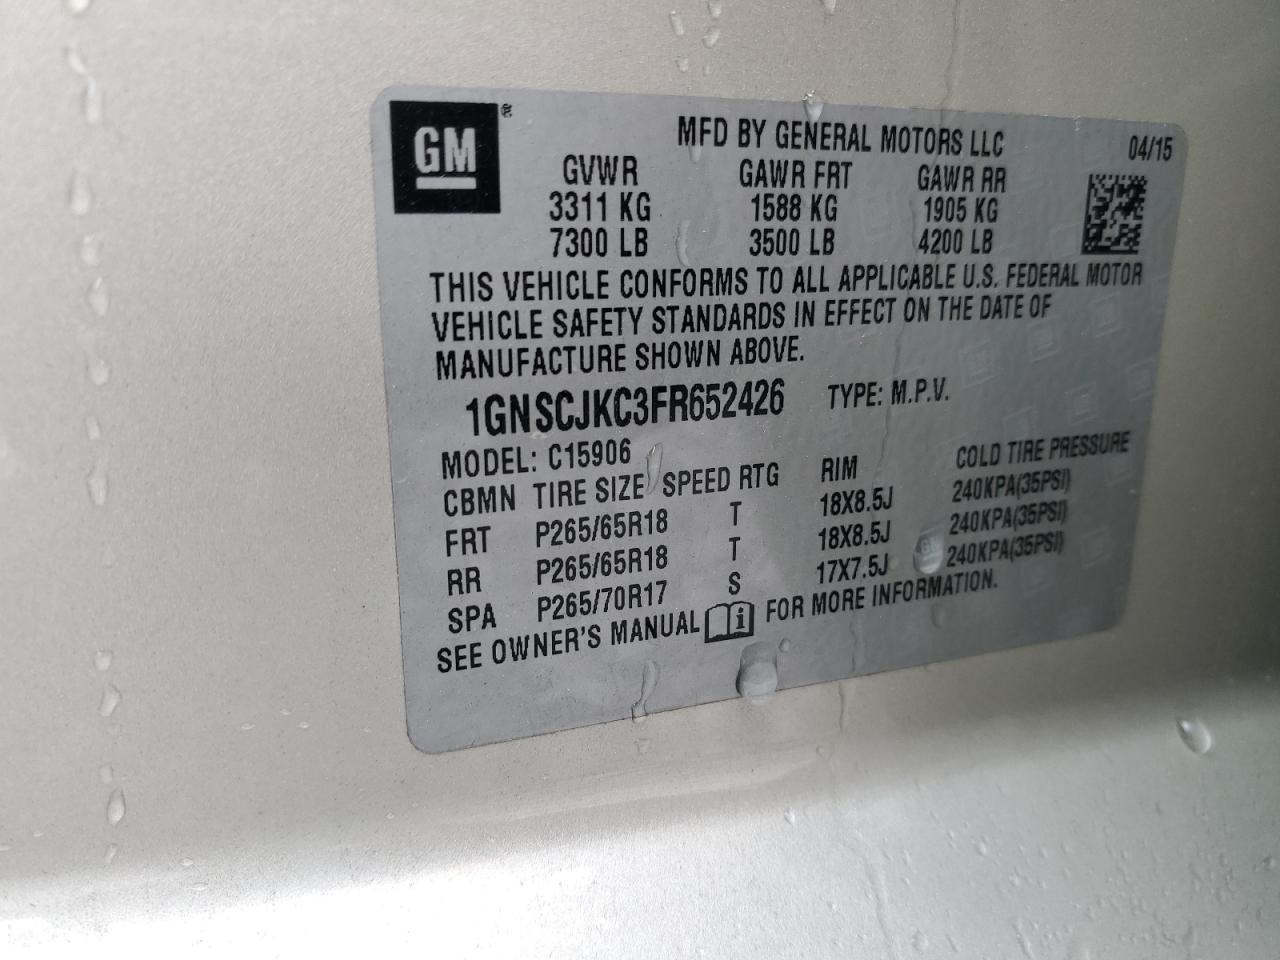 GM ®
MFD BY GENERAL MOTORS LLC 04/15
GVWR GAWR FRT GAWR RR
3311 KG 1588 KG 1905 KG
7300 LB 3500 LB 4200 LB
THIS VEHICLE CONFORMS TO ALL APPLICABLE U.S. FEDERAL MOTOR
VEHICLE SAFETY STANDARDS IN EFFECT ON THE DATE OF
MANUFACTURE SHOWN ABOVE.
1GNSCJKC3FR652426 TYPE: M.P.V.
MODEL: C15906
CBMN TIRE SIZE SPEED RTG RIM COLD TIRE PRESSURE
FRT P265/65R18 T 18X8.5J 240KPA(35PSI)
RR P265/65R18 T 18X8.5J 240KPA(35PSI)
SPA P265/70R17 S 17X7.5J 240KPA(35PSI)
SEE OWNER'S MANUAL i FOR MORE INFORMATION.